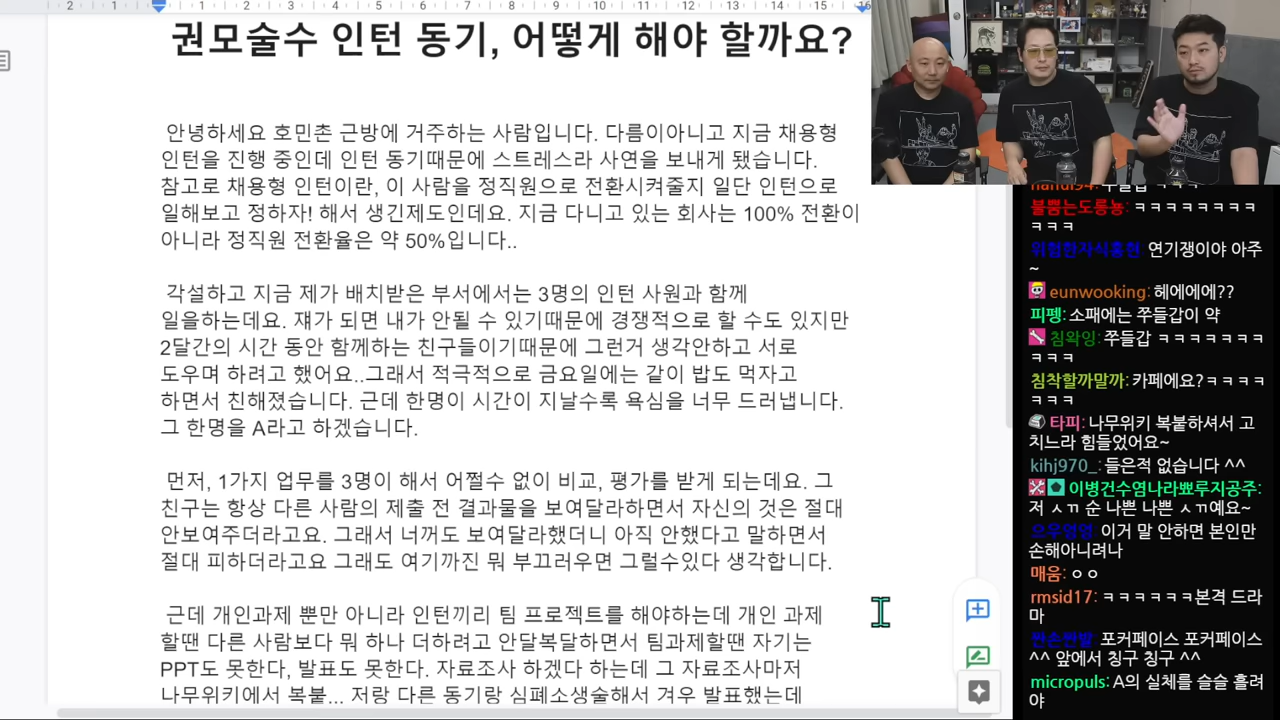 2 1 1 2 3 4 5 6 7 8 9 10 11 12 13 14 15 16
권모술수 인턴 동기, 어떻게 해야 할까요?
안녕하세요 호민촌 근방에 거주하는 사람입니다. 다름이아니고 지금 채용형
인턴을 진행 중인데 인턴 동기때문에 스트레스라 사연을 보내게 됐습니다.
참고로 채용형 인턴이란, 이 사람을 정직원으로 전환시켜줄지 일단 인턴으로
일해보고 정하자! 해서 생긴제도인데요. 지금 다니고 있는 회사는 100% 전환이
아니라 정직원 전환율은 약 50%입니다..
각설하고 지금 제가 배치받은 부서에서는 3명의 인턴 사원과 함께
일을하는데요. 쟤가 되면 내가 안될 수 있기때문에 경쟁적으로 할 수도 있지만
2달간의 시간 동안 함께하는 친구들이기때문에 그런거 생각안하고 서로
도우며 하려고 했어요..그래서 적극적으로 금요일에는 같이 밥도 먹자고
하면서 친해졌습니다. 근데 한명이 시간이 지날수록 욕심을 너무 드러냅니다.
그 한명을 A라고 하겠습니다.
먼저, 1가지 업무를 3명이 해서 어쩔수 없이 비교, 평가를 받게 되는데요. 그
친구는 항상 다른 사람의 제출 전 결과물을 보여달라하면서 자신의 것은 절대
안보여주더라고요. 그래서 너꺼도 보여달라했더니 아직 안했다고 말하면서
절대 피하더라고요 그래도 여기까진 뭐 부끄러우면 그럴수있다 생각합니다.
근데 개인과제 뿐만 아니라 인턴끼리 팀 프로젝트를 해야하는데 개인 과제
할땐 다른 사람보다 뭐 하나 더하려고 안달복달하면서 팀과제할땐 자기는
PPT도 못한다, 발표도 못한다. 자료조사 하겠다 하는데 그 자료조사마저
나무위키에서 복붙... 저랑 다른 동기랑 심폐소생술해서 겨우 발표했는데
불뿜는도롱뇽: ㅋㅋㅋㅋㅋㅋㅋㅋ
ㅋㅋㅋ
위험한자식홍현: 연기쟁이야 아주
~
eunwooking: 헤에에에??
피펭: 소패에는 쭈들갑이 약
침왁잉: 쭈들갑 ㅋㅋㅋㅋㅋㅋㅋ
ㅋㅋㅋㅋ
침착할까말까: 카페에요?ㅋㅋㅋㅋ
ㅋㅋㅋ
타피: 나무위키 복붙하셔서 고
치느라 힘들었어요~
kihj970_: 들은적 없습니다 ^^
이병건수염나라뾰루지공주:
저 ㅅㄲ 순 나쁜 나쁜 ㅅㄲ예요~
이거 말 안하면 본인만
손해아니려나
매움: ㅇㅇ
rmsid17: ㅋㅋㅋㅋㅋㅋ본격 드라
마
포커페이스 포커페이스
^^ 앞에서 칭구 칭구 ^^
micropuls: A의 실체를 슬슬 흘려
야